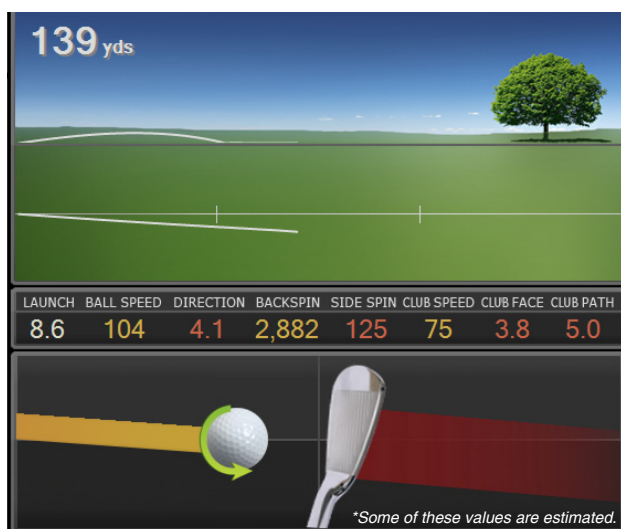 139 yds
LAUNCH BALL SPEED DIRECTION BACKSPIN SIDE SPIN CLUB SPEED CLUB FACE CLUB PATH
8.6 104 4.1 2,882 125 75 3.8 5.0
*Some of these values are estimated.